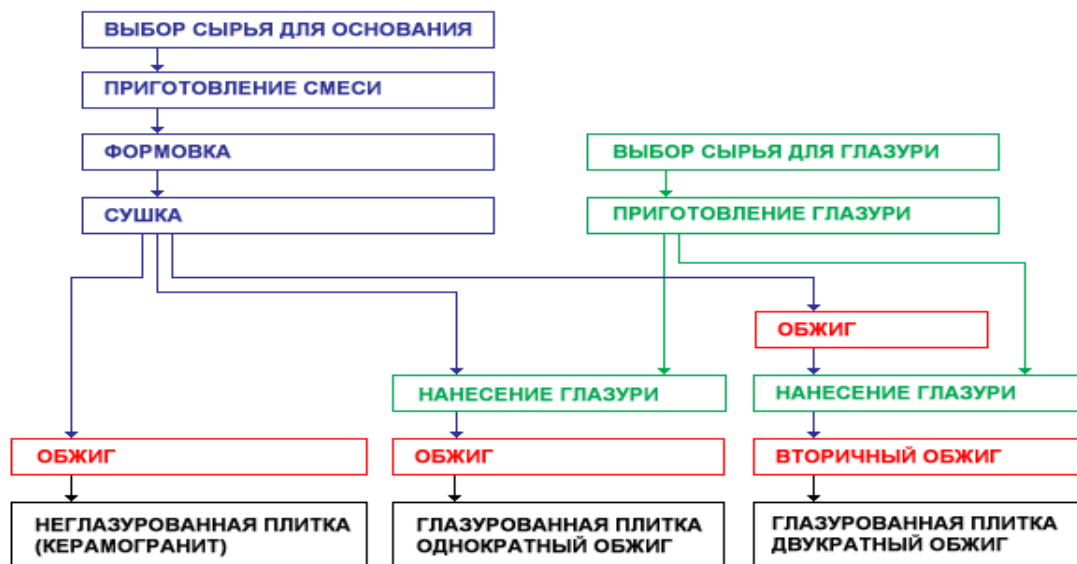 ВЫБОР СЫРЬЯ ДЛЯ ОСНОВАНИЯ
ПРИГОТОВЛЕНИЕ СМЕСИ
ФОРМОВКА
ВЫБОР СЫРЬЯ ДЛЯ ГЛАЗУРИ
СУШКА
ПРИГОТОВЛЕНИЕ ГЛАЗУРИ
ОБЖИГ
НАНЕСЕНИЕ ГЛАЗУРИ
НАНЕСЕНИЕ ГЛАЗУРИ
ОБЖИГ
ОБЖИГ
ВТОРИЧНЫЙ ОБЖИГ
НЕГЛАЗУРОВАННАЯ ПЛИТКА
(КЕРАМОГРАНИТ)
ГЛАЗУРОВАННАЯ ПЛИТКА
ОДНОКРАТНЫЙ ОБЖИГ
ГЛАЗУРОВАННАЯ ПЛИТКА
ДВУКРАТНЫЙ ОБЖИГ